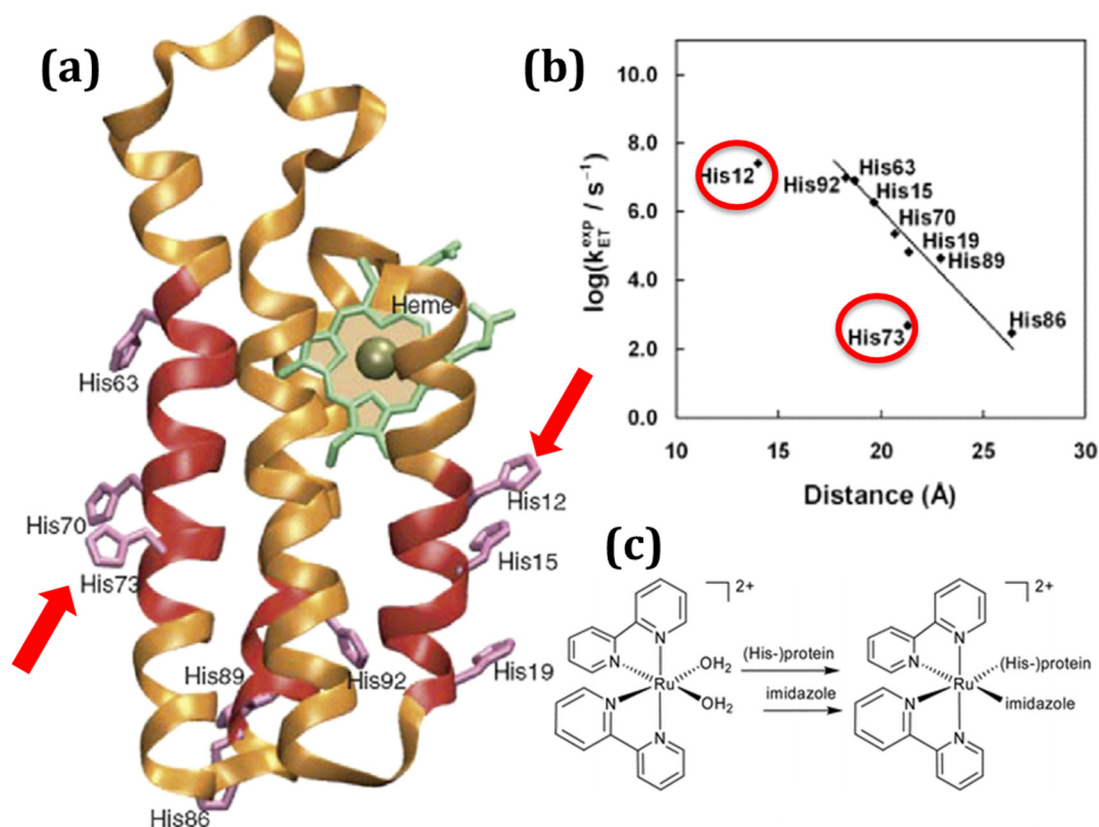 (a)
Heme
His63
His12
His70
His15
His73
His19
His89
His92
His86
(b)
log(k_ET^exp / s⁻¹)
10.0
8.0
6.0
4.0
2.0
0.0
His12
His92
His63
His15
His70
His19
His89
His73
His86
10 15 20 25 30
Distance (Å)
(c)
2+
N
N
N
N
Ru
OH2
OH2
(His-)protein
imidazole
2+
N
N
N
N
Ru
(His-)protein
imidazole